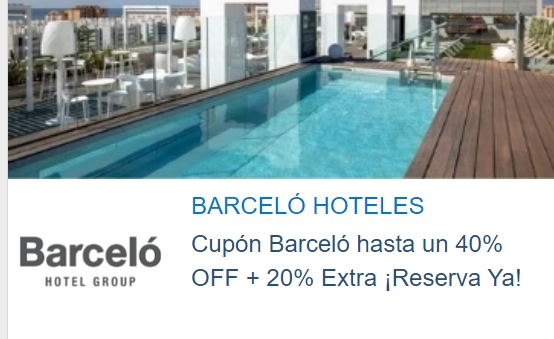 BARCELÓ HOTELES
Cupón Barceló hasta un 40%
OFF + 20% Extra ¡Reserva Ya!
Barceló
HOTEL GROUP